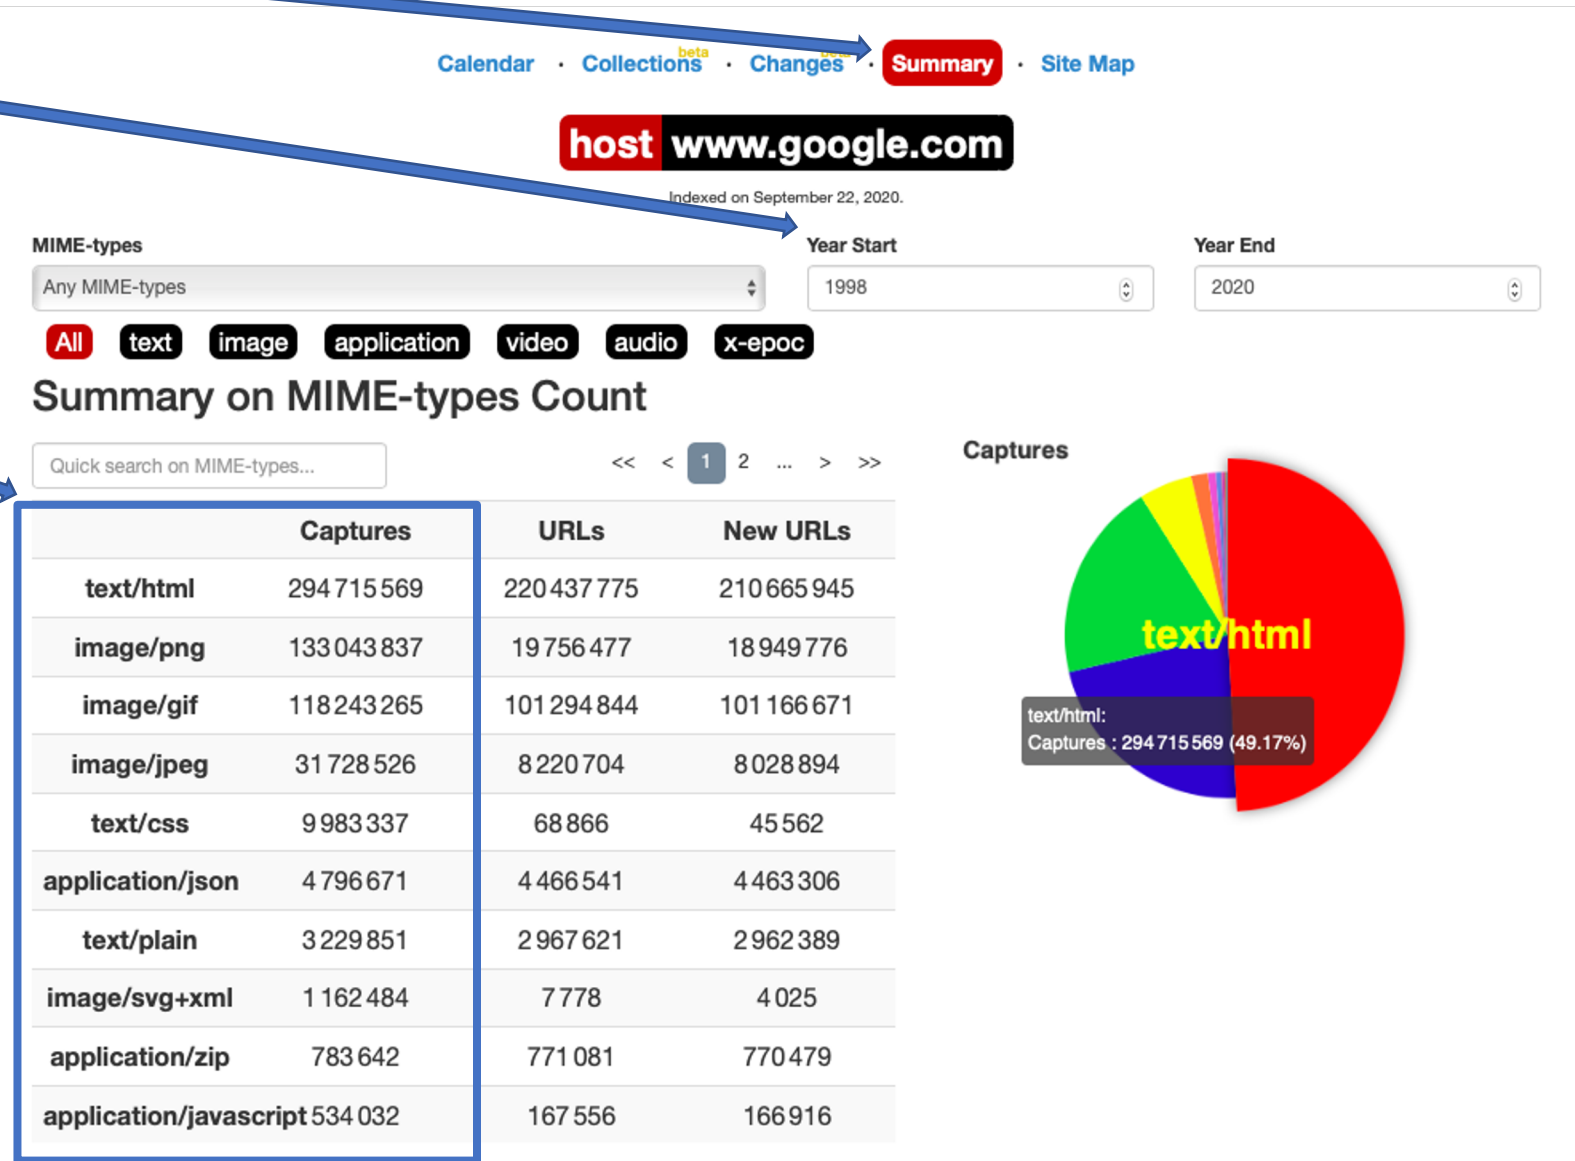 Calendar · Collections beta · Changes beta · Summary · Site Map
host www.google.com
Indexed on September 22, 2020.
MIME-types Year Start Year End
Any MIME-types 1998 2020
All text image application video audio x-epoc
Summary on MIME-types Count
Quick search on MIME-types... << < 1 2 ... > >>
Captures URLs New URLs
text/html 294 715 569 220 437 775 210 665 945
image/png 133 043 837 19 756 477 18 949 776
image/gif 118 243 265 101 294 844 101 166 671
image/jpeg 31 728 526 8 220 704 8 028 894
text/css 9 983 337 68 866 45 562
application/json 4 796 671 4 466 541 4 463 306
text/plain 3 229 851 2 967 621 2 962 389
image/svg+xml 1 162 484 7 778 4 025
application/zip 783 642 771 081 770 479
application/javascript 534 032 167 556 166 916
Captures
text/html
text/html:
Captures : 294 715 569 (49.17%)